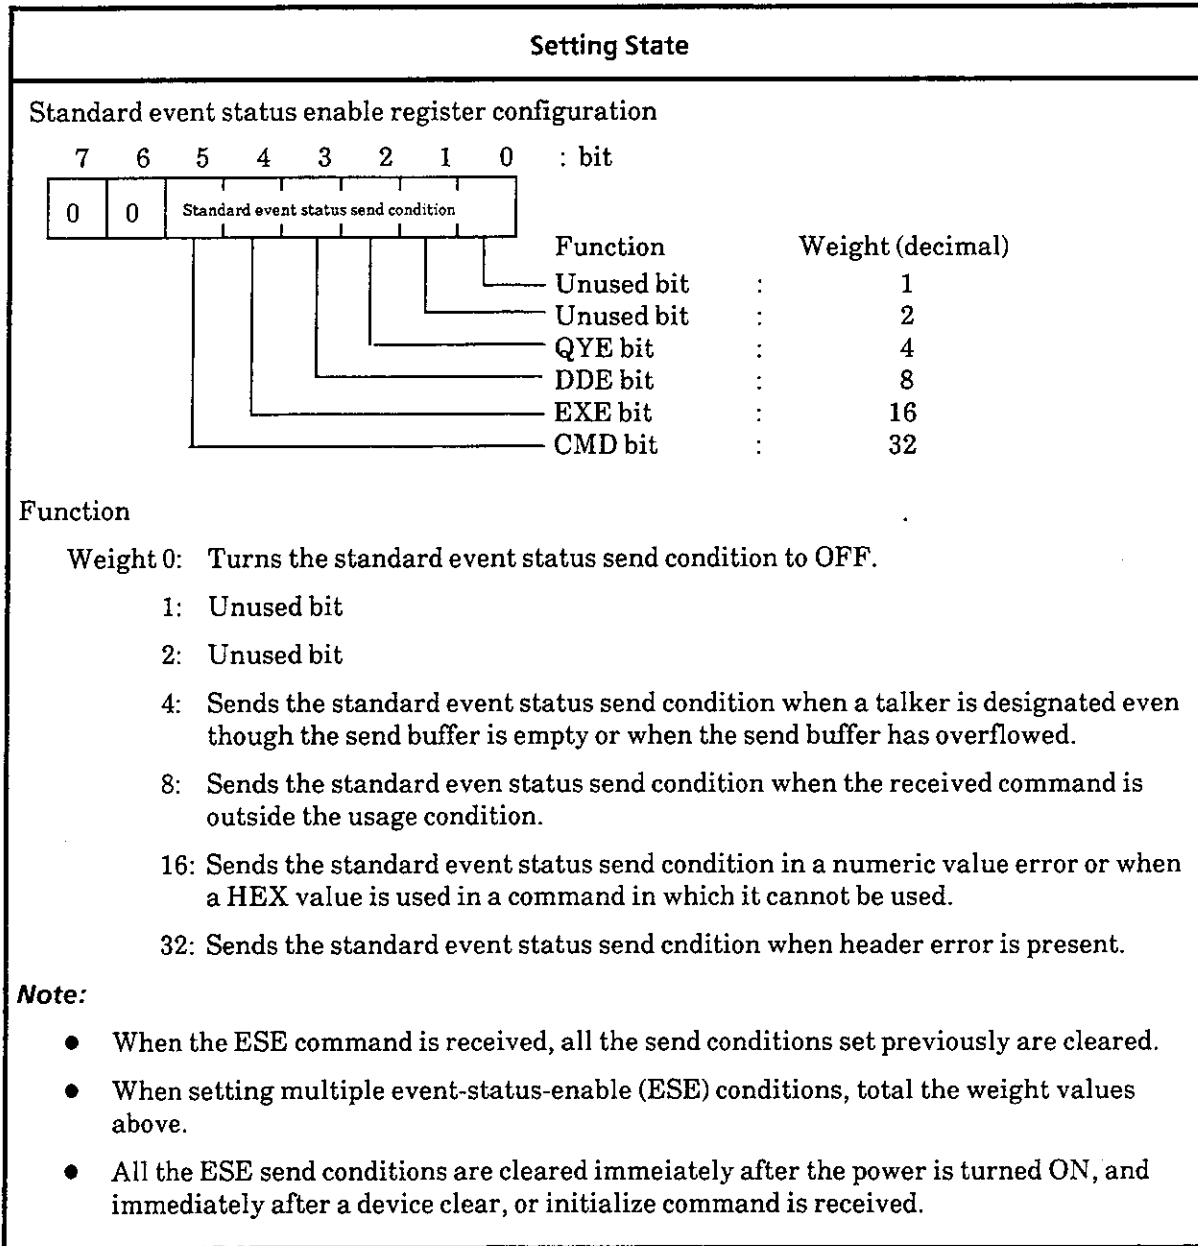 Setting State
Standard event status enable register configuration
7 6 5 4 3 2 1 0 : bit
0 0 Standard event status send condition
Function Weight (decimal)
Unused bit : 1
Unused bit : 2
QYE bit : 4
DDE bit : 8
EXE bit : 16
CMD bit : 32
Function
Weight 0: Turns the standard event status send condition to OFF.
1: Unused bit
2: Unused bit
4: Sends the standard event status send condition when a talker is designated even
though the send buffer is empty or when the send buffer has overflowed.
8: Sends the standard even status send condition when the received command is
outside the usage condition.
16: Sends the standard event status send condition in a numeric value error or when
a HEX value is used in a command in which it cannot be used.
32: Sends the standard event status send cndition when header error is present.
Note:
● When the ESE command is received, all the send conditions set previously are cleared.
● When setting multiple event-status-enable (ESE) conditions, total the weight values
above.
● All the ESE send conditions are cleared immeiately after the power is turned ON, and
immediately after a device clear, or initialize command is received.